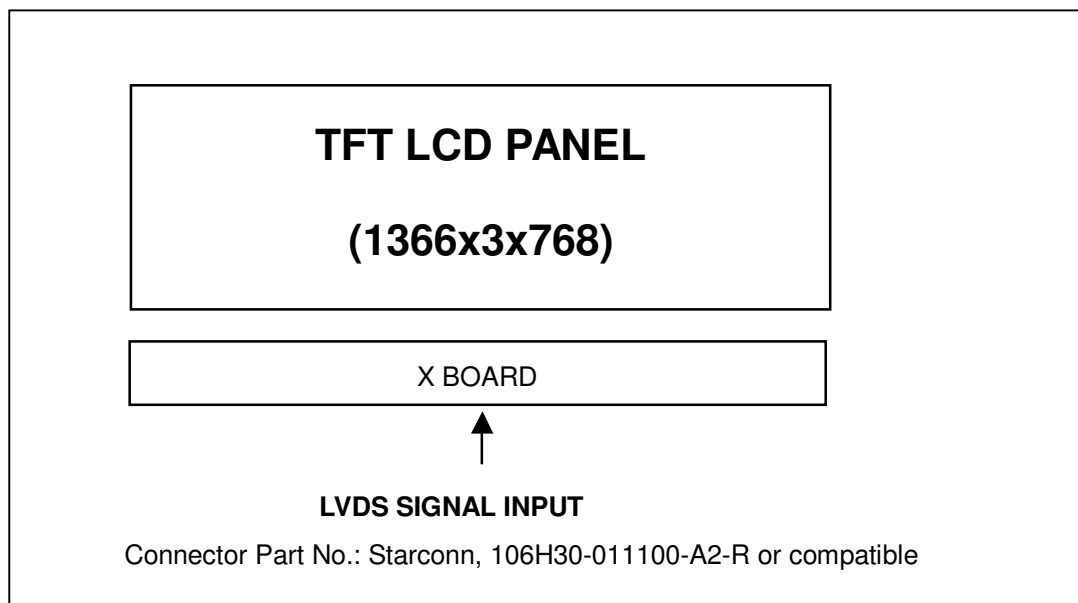 TFT LCD PANEL
(1366x3x768)
X BOARD
LVDS SIGNAL INPUT
Connector Part No.: Starconn, 106H30-011100-A2-R or compatible